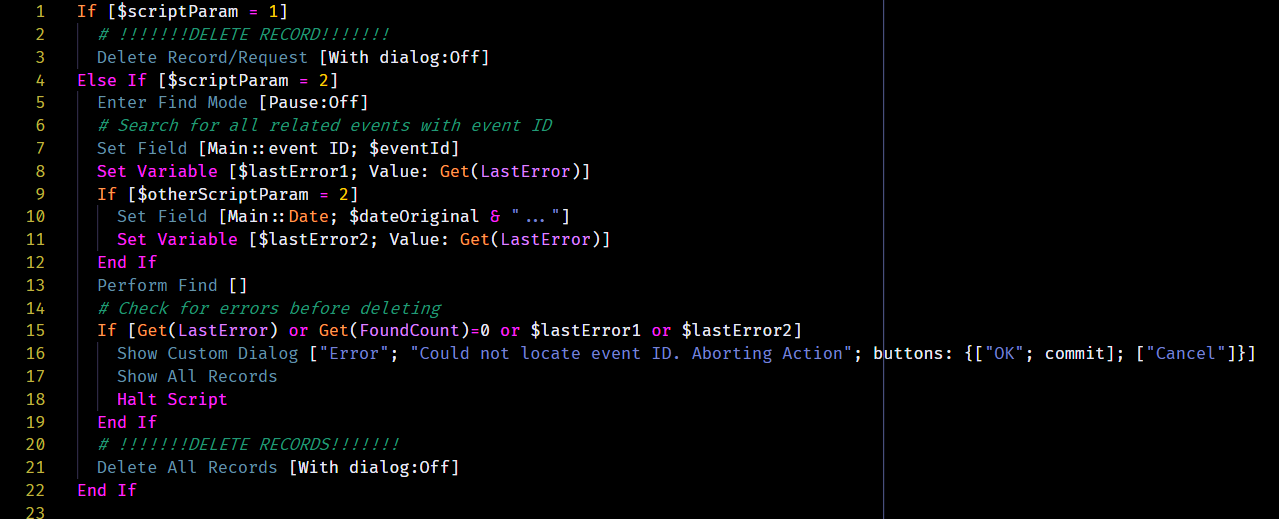 1 If [$scriptParam = 1]
2 # !!!!!!!DELETE RECORD!!!!!!!
3 Delete Record/Request [With dialog:Off]
4 Else If [$scriptParam = 2]
5 Enter Find Mode [Pause:Off]
6 # Search for all related events with event ID
7 Set Field [Main::event ID; $eventId]
8 Set Variable [$lastError1; Value: Get(LastError)]
9 If [$otherScriptParam = 2]
10 Set Field [Main::Date; $dateOriginal & "..."]
11 Set Variable [$lastError2; Value: Get(LastError)]
12 End If
13 Perform Find []
14 # Check for errors before deleting
15 If [Get(LastError) or Get(FoundCount)=0 or $lastError1 or $lastError2]
16 Show Custom Dialog ["Error"; "Could not locate event ID. Aborting Action"; buttons: {["OK"; commit]; ["Cancel"]}]
17 Show All Records
18 Halt Script
19 End If
20 # !!!!!!!DELETE RECORDS!!!!!!!
21 Delete All Records [With dialog:Off]
22 End If
23